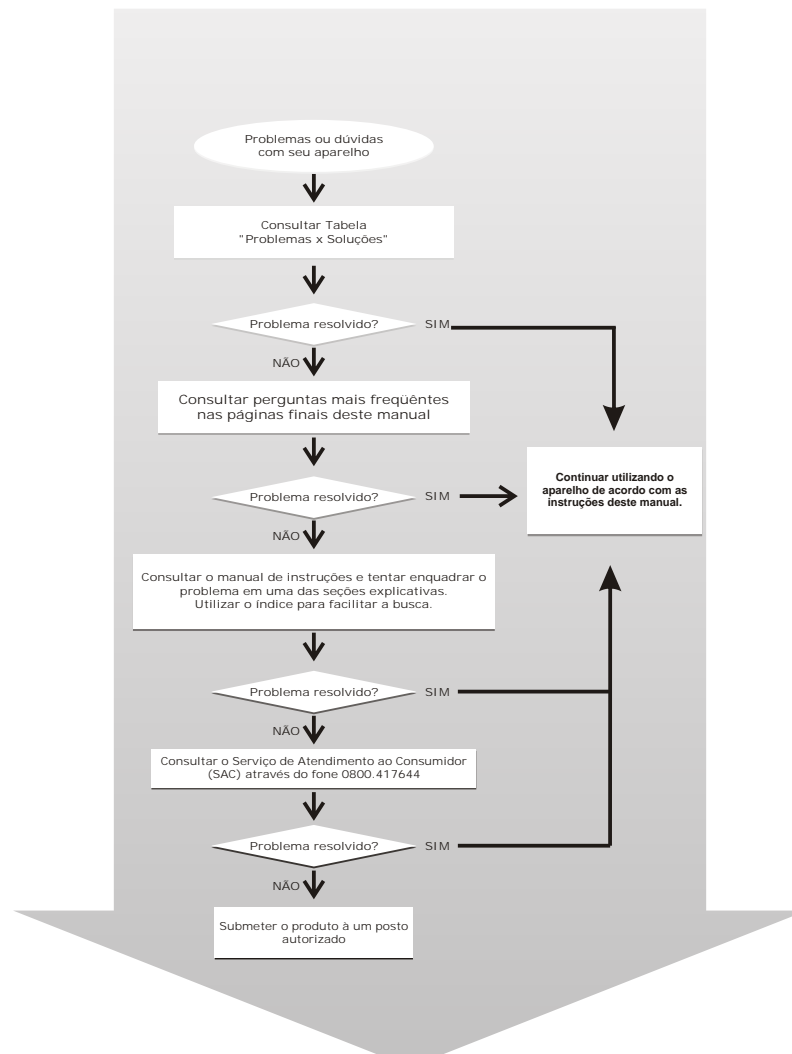 Problemas ou dúvidas
com seu aparelho
Consultar Tabela
"Problemas x Soluções"
Problema resolvido?
SIM
NÃO
Consultar perguntas mais freqüêntes
nas páginas finais deste manual
Continuar utilizando o
aparelho de acordo com as
instruções deste manual.
Problema resolvido?
SIM
NÃO
Consultar o manual de instruções e tentar enquadrar o
problema em uma das seções explicativas.
Utilizar o índice para facilitar a busca.
Problema resolvido?
SIM
NÃO
Consultar o Serviço de Atendimento ao Consumidor
(SAC) através do fone 0800.417644
Problema resolvido?
SIM
NÃO
Submeter o produto à um posto
autorizado